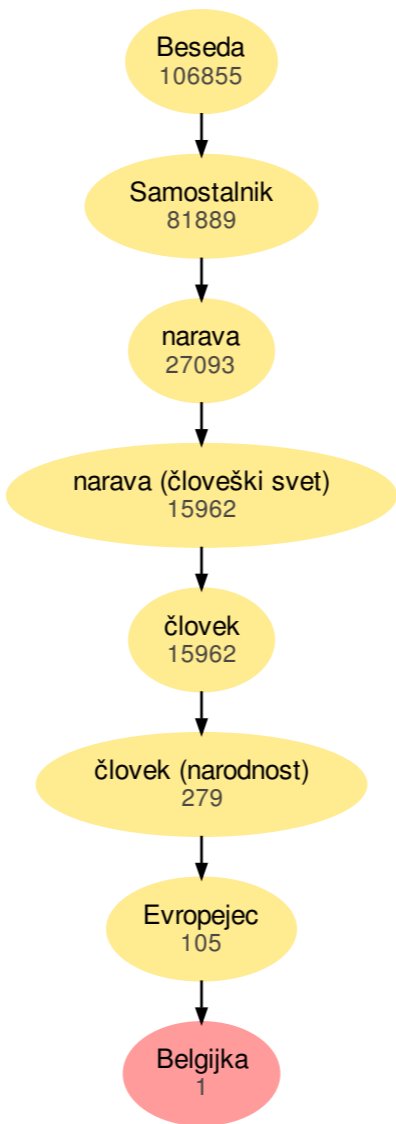 Beseda
106855
Samostalnik
81889
narava
27093
narava (človeški svet)
15962
človek
15962
človek (narodnost)
279
Evropejec
105
Belgijka
1